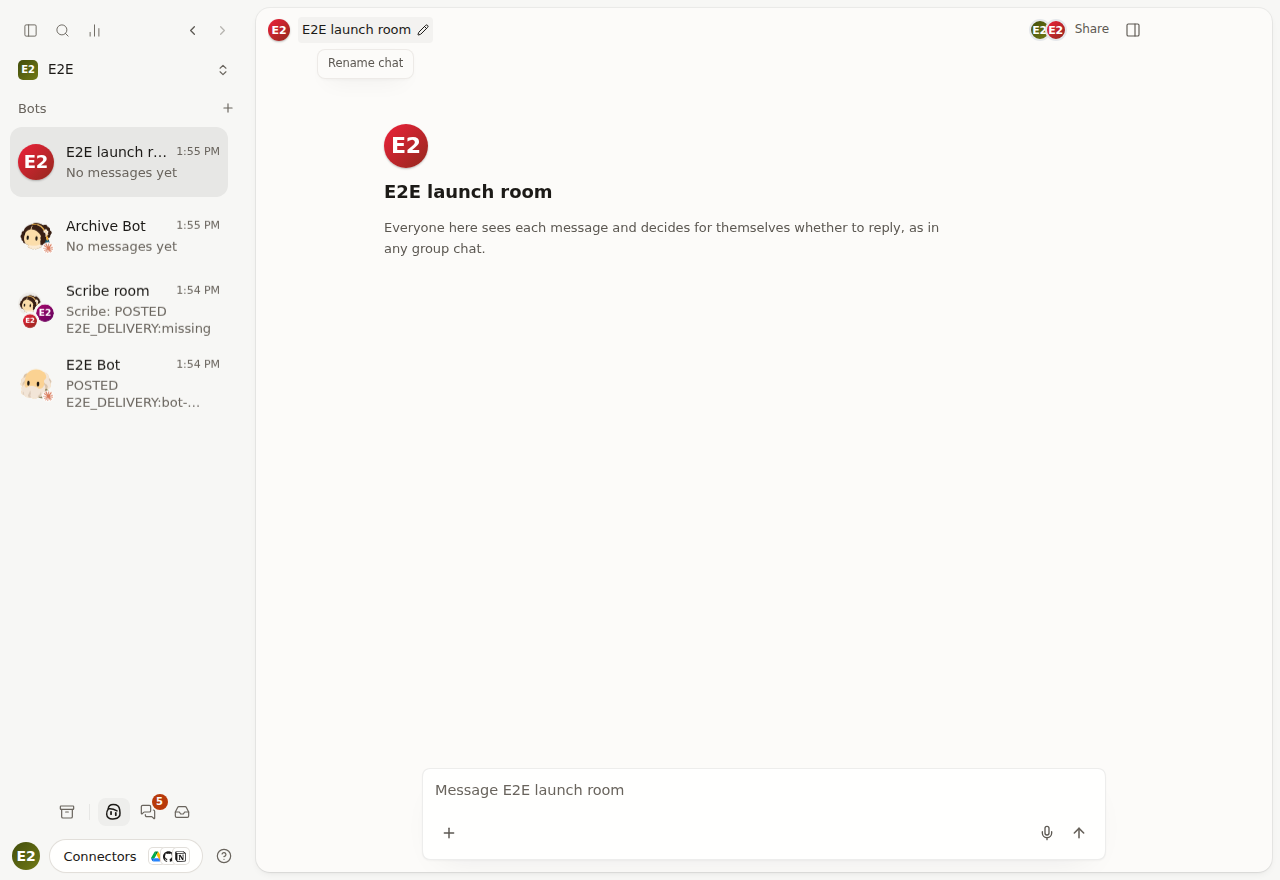 E2 E2E launch room
E2 E2 Share
Rename chat
E2 E2E
Bots
E2 E2E launch r... 1:55 PM
No messages yet
Archive Bot 1:55 PM
No messages yet
Scribe room 1:54 PM
E2 E2
Scribe: POSTED
E2E_DELIVERY:missing
E2E Bot 1:54 PM
POSTED
E2E_DELIVERY:bot-...
5
E2 Connectors
E2
E2E launch room
Everyone here sees each message and decides for themselves whether to reply, as in
any group chat.
Message E2E launch room